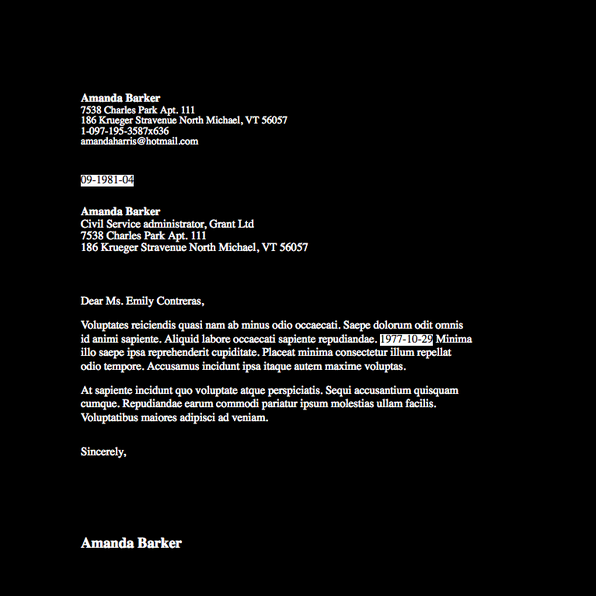 Amanda Barker
7538 Charles Park Apt. 111
186 Krueger Stravenue North Michael, VT 56057
1-097-195-3587x636
amandaharris@hotmail.com
09-1981-04
Amanda Barker
Civil Service administrator, Grant Ltd
7538 Charles Park Apt. 111
186 Krueger Stravenue North Michael, VT 56057
Dear Ms. Emily Contreras,
Voluptates reiciendis quasi nam ab minus odio occaecati. Saepe dolorum odit omnis
id animi sapiente. Aliquid labore occaecati sapiente repudiandae. 1977-10-29 Minima
illo saepe ipsa reprehenderit cupiditate. Placeat minima consectetur illum repellat
odio tempore. Accusamus incidunt ipsa itaque autem maxime voluptas.
At sapiente incidunt quo voluptate atque perspiciatis. Sequi accusantium quisquam
cumque. Repudiandae earum commodi pariatur ipsum molestias ullam facilis.
Voluptatibus maiores adipisci ad veniam.
Sincerely,
Amanda Barker